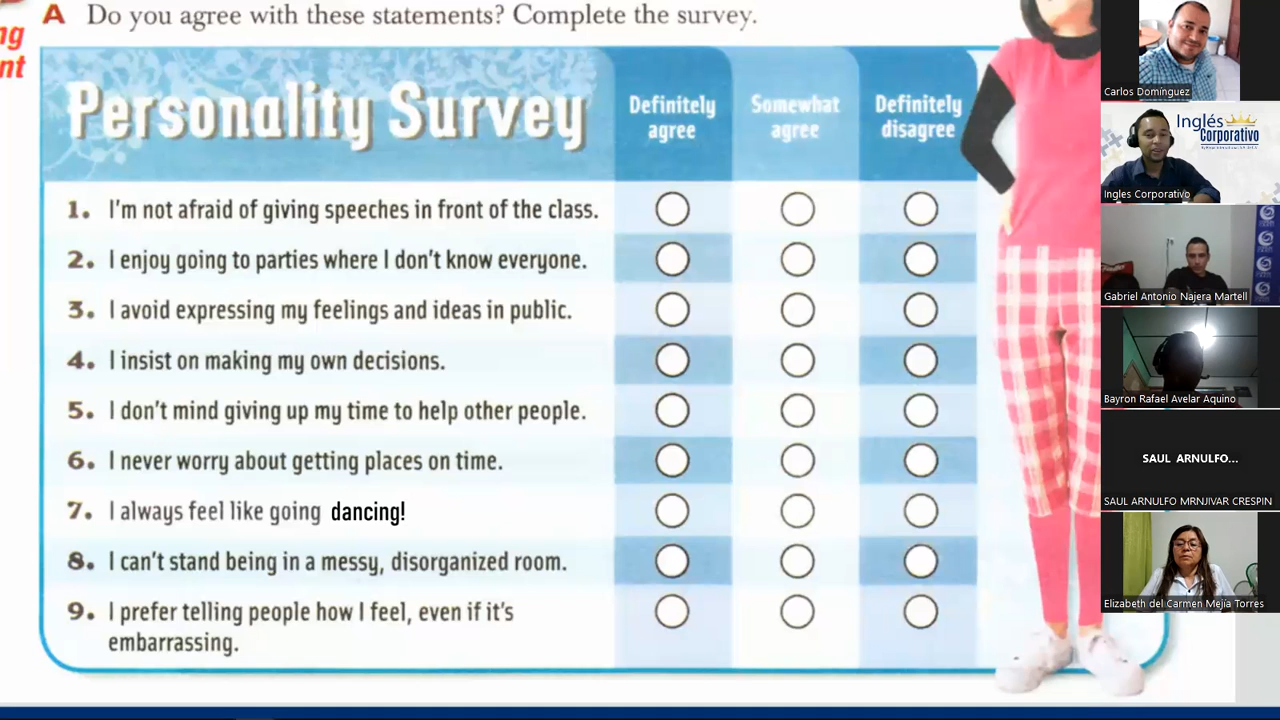 ng
nt
A Do you agree with these statements? Complete the survey.
Personality Survey
Definitely agree
Somewhat agree
Definitely disagree
1. I'm not afraid of giving speeches in front of the class.
2. I enjoy going to parties where I don't know everyone.
3. I avoid expressing my feelings and ideas in public.
4. I insist on making my own decisions.
5. I don't mind giving up my time to help other people.
6. I never worry about getting places on time.
7. I always feel like going dancing!
8. I can't stand being in a messy, disorganized room.
9. I prefer telling people how I feel, even if it's
embarrassing.
Carlos Domínguez
Inglés
Corporativo
Ingles Corporativo
Gabriel Antonio Najera Martell
Bayron Rafael Avelar Aquino
SAUL ARNULFO...
SAUL ARNULFO MRNJIVAR CRESPIN
Elizabeth del Carmen Mejía Torres